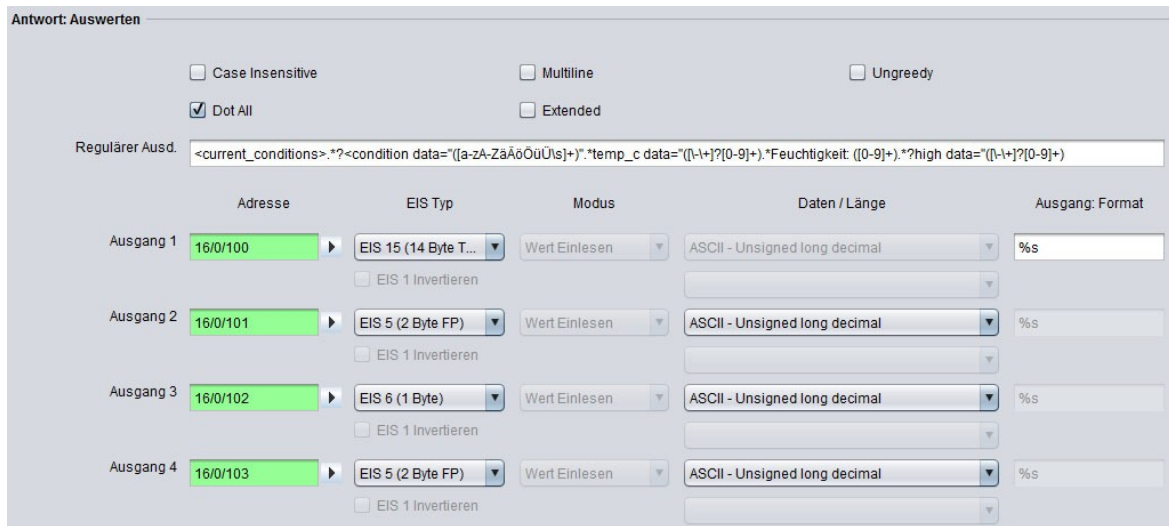 Antwort: Auswerten
Case Insensitive Multiline Ungreedy
Dot All Extended
Regulärer Ausd. <current_conditions>.*?<condition data="([a-zA-ZäÄöÖüÜ\s]+)".*temp_c data="([\-\+]?[0-9]+).*Feuchtigkeit: ([0-9]+).*?high data="([\-\+]?[0-9]+)
Adresse EIS Typ Modus Daten / Länge Ausgang: Format
Ausgang 1 16/0/100 EIS 15 (14 Byte T... Wert Einlesen ASCII - Unsigned long decimal %s
EIS 1 Invertieren
Ausgang 2 16/0/101 EIS 5 (2 Byte FP) Wert Einlesen ASCII - Unsigned long decimal %s
EIS 1 Invertieren
Ausgang 3 16/0/102 EIS 6 (1 Byte) Wert Einlesen ASCII - Unsigned long decimal %s
EIS 1 Invertieren
Ausgang 4 16/0/103 EIS 5 (2 Byte FP) Wert Einlesen ASCII - Unsigned long decimal %s
EIS 1 Invertieren